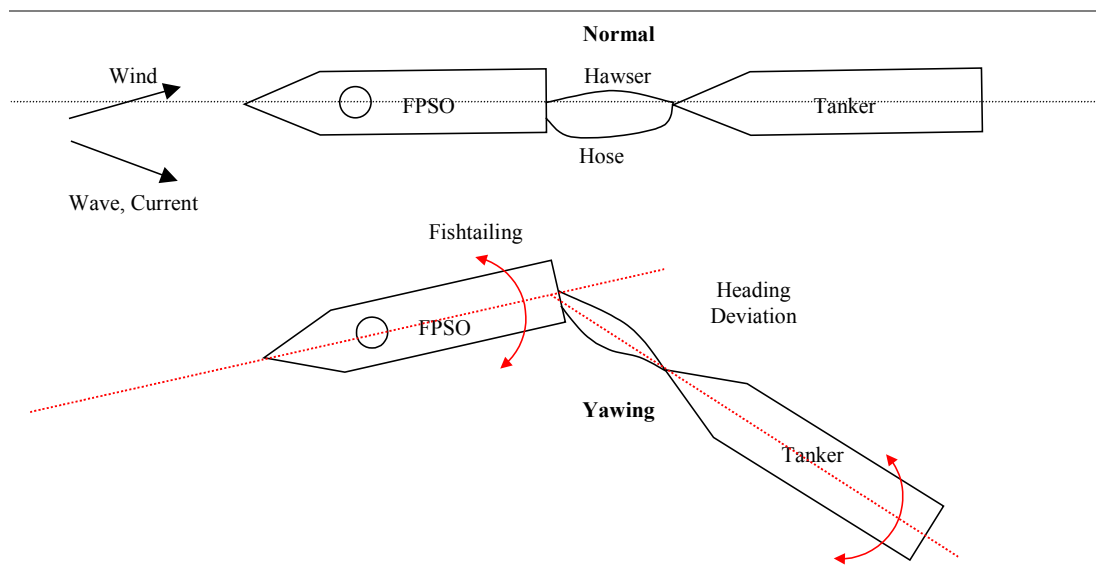 Normal
Wind
Hawser
FPSO
Tanker
Hose
Wave, Current
Fishtailing
Heading
Deviation
FPSO
Yawing
Tanker